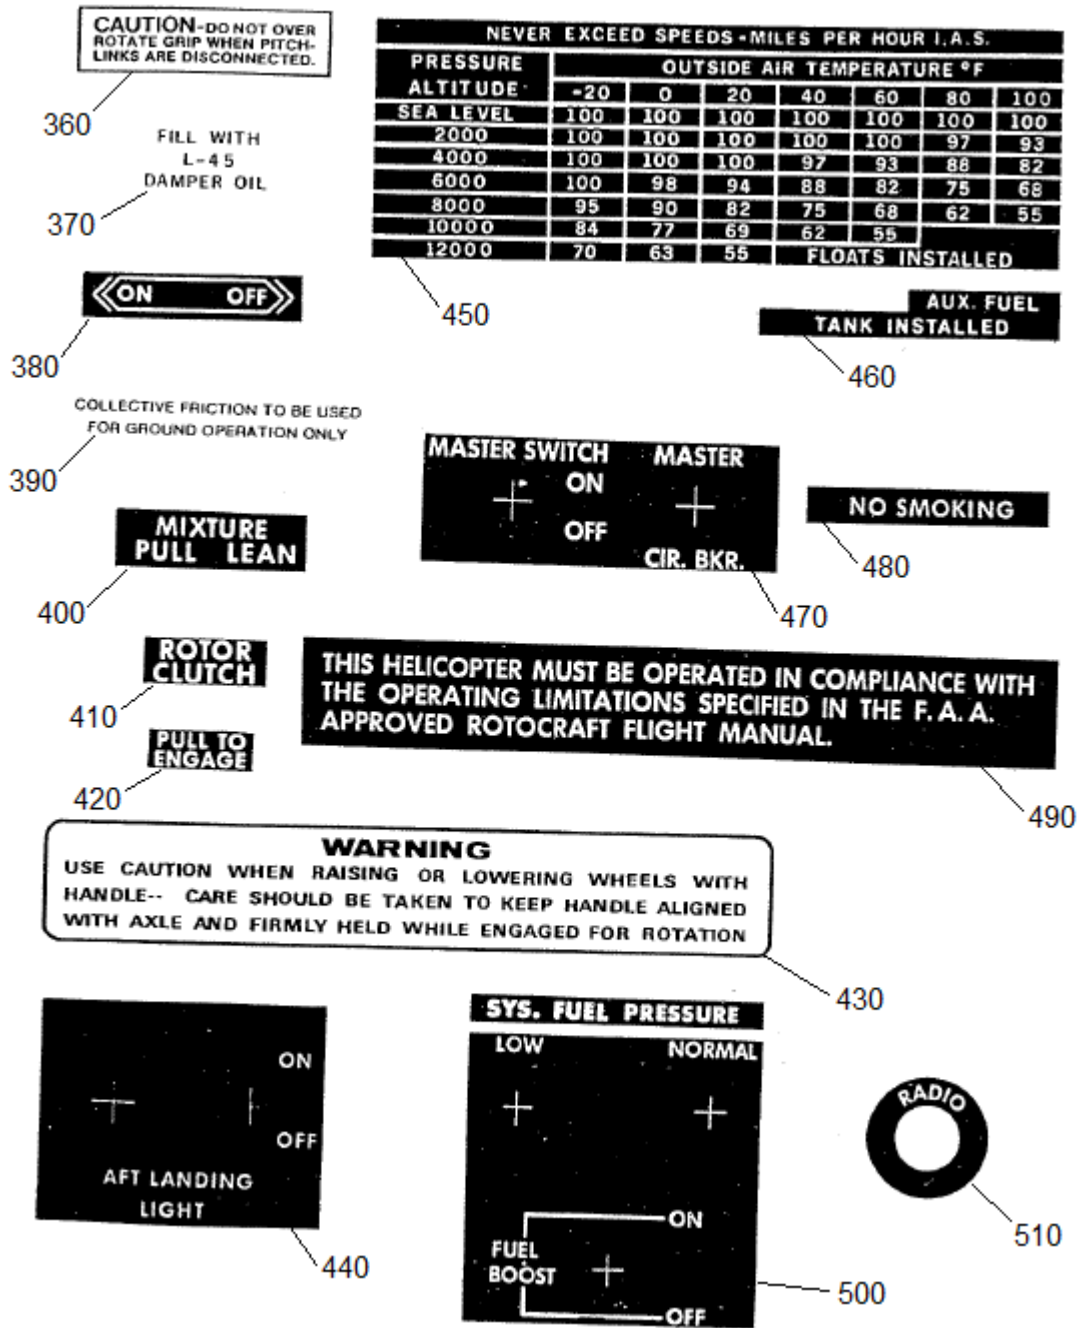 CAUTION-DO NOT OVER
ROTATE GRIP WHEN PITCH-
LINKS ARE DISCONNECTED.
360
FILL WITH
L-45
DAMPER OIL
370
ON OFF
380
COLLECTIVE FRICTION TO BE USED
FOR GROUND OPERATION ONLY
390
MIXTURE
PULL LEAN
400
ROTOR
CLUTCH
410
PULL TO
ENGAGE
420
NEVER EXCEED SPEEDS-MILES PER HOUR I.A.S.
PRESSURE OUTSIDE AIR TEMPERATURE °F
ALTITUDE -20 0 20 40 60 80 100
SEA LEVEL 100 100 100 100 100 100 100
2000 100 100 100 100 100 97 93
4000 100 100 100 97 93 88 82
6000 100 98 94 88 82 75 68
8000 95 90 82 75 68 62 55
10000 84 77 69 62 55
12000 70 63 55 FLOATS INSTALLED
450
AUX. FUEL
TANK INSTALLED
460
MASTER SWITCH MASTER
ON
OFF
CIR. BKR.
470
NO SMOKING
480
THIS HELICOPTER MUST BE OPERATED IN COMPLIANCE WITH
THE OPERATING LIMITATIONS SPECIFIED IN THE F.A.A.
APPROVED ROTOCRAFT FLIGHT MANUAL.
490
WARNING
USE CAUTION WHEN RAISING OR LOWERING WHEELS WITH
HANDLE-- CARE SHOULD BE TAKEN TO KEEP HANDLE ALIGNED
WITH AXLE AND FIRMLY HELD WHILE ENGAGED FOR ROTATION
430
ON
OFF
AFT LANDING
LIGHT
440
SYS. FUEL PRESSURE
LOW NORMAL
ON
FUEL
BOOST
OFF
500
RADIO
510